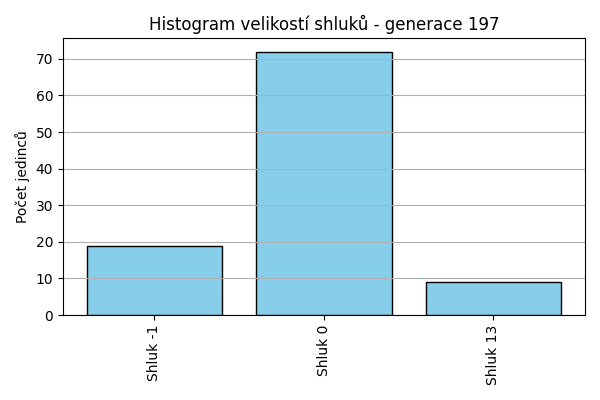 Histogram velikostí shluků - generace 197
Počet jedinců
70
60
50
40
30
20
10
0
Shluk -1
Shluk 0
Shluk 13